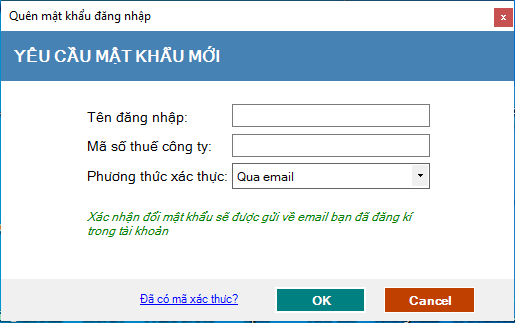 Quên mật khẩu đăng nhập
x
YÊU CẦU MẬT KHẨU MỚI
Tên đăng nhập:
Mã số thuế công ty:
Phương thức xác thực: Qua email
Xác nhận đổi mật khẩu sẽ được gửi về email bạn đã đăng kí
trong tài khoản
Đã có mã xác thực? OK Cancel